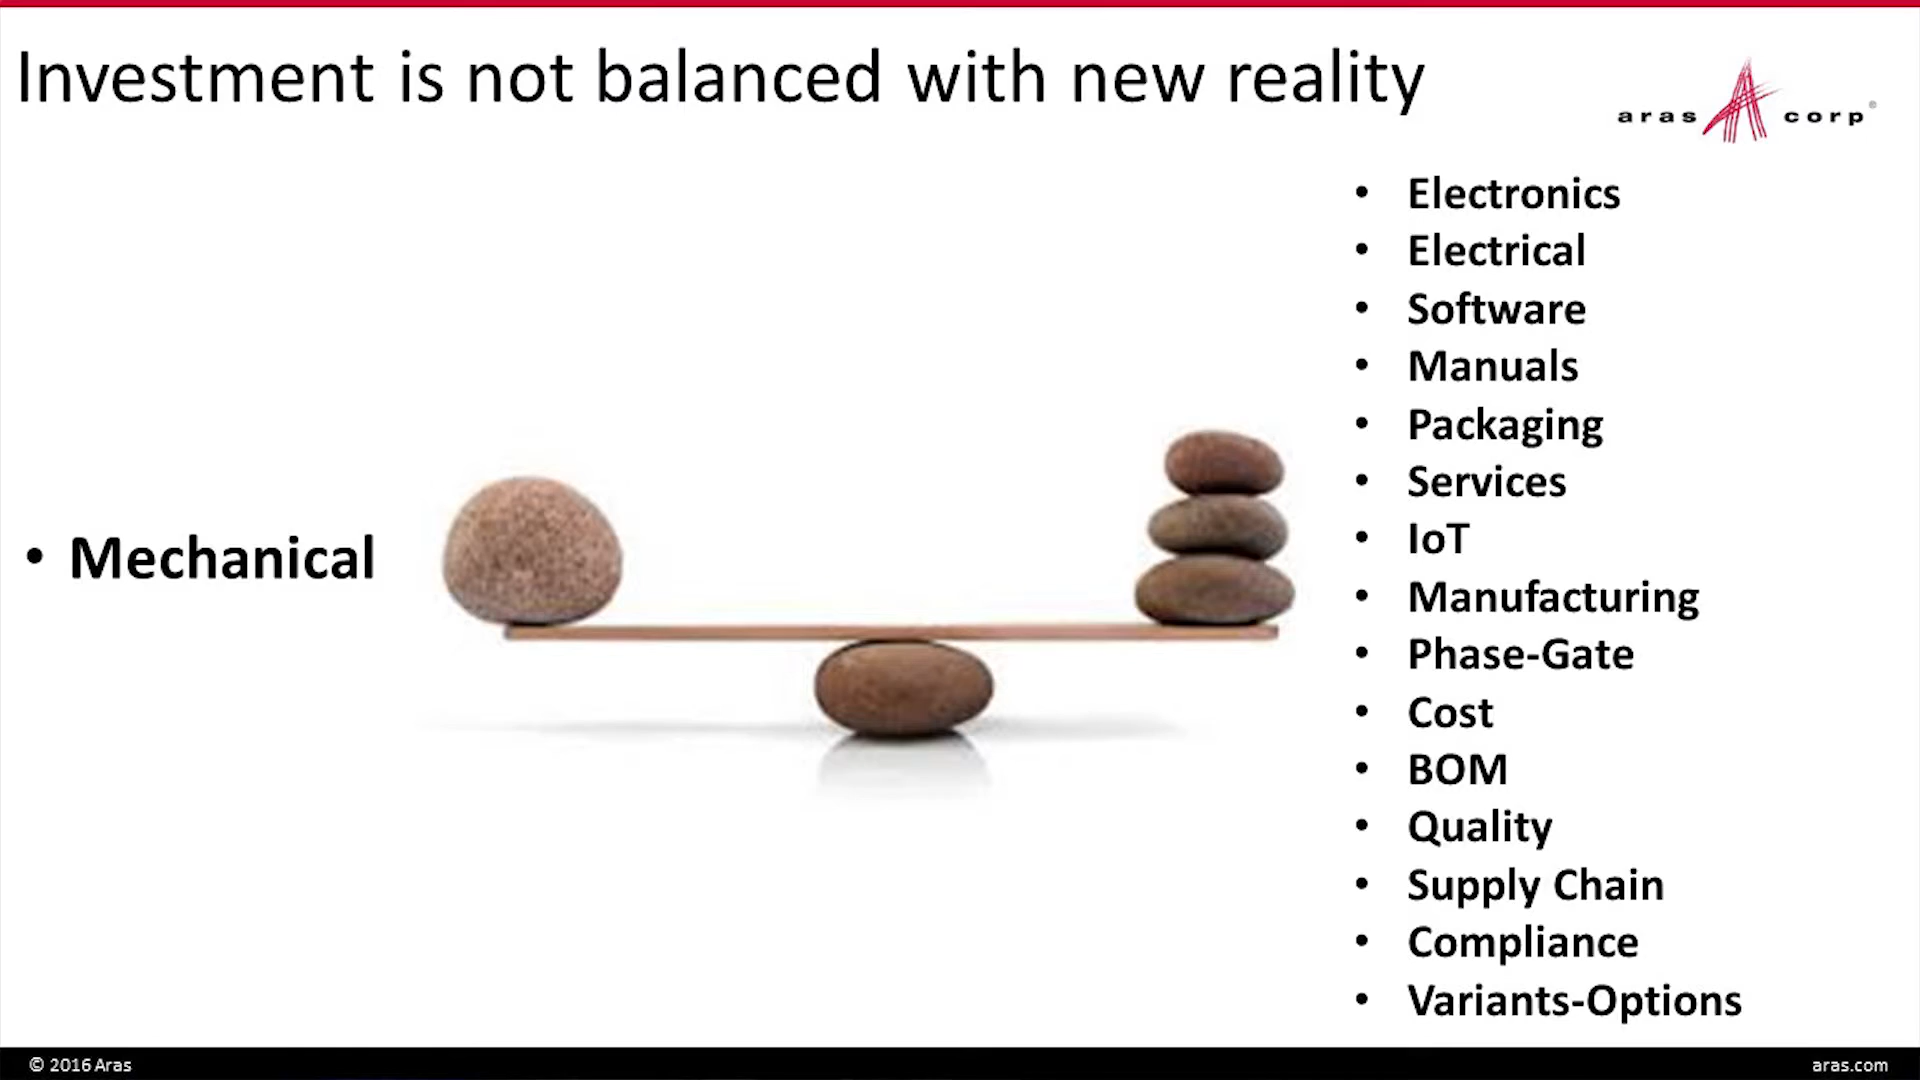 Investment is not balanced with new reality
aras corp®
• Mechanical
• Electronics
• Electrical
• Software
• Manuals
• Packaging
• Services
• IoT
• Manufacturing
• Phase-Gate
• Cost
• BOM
• Quality
• Supply Chain
• Compliance
• Variants-Options
© 2016 Aras
aras.com